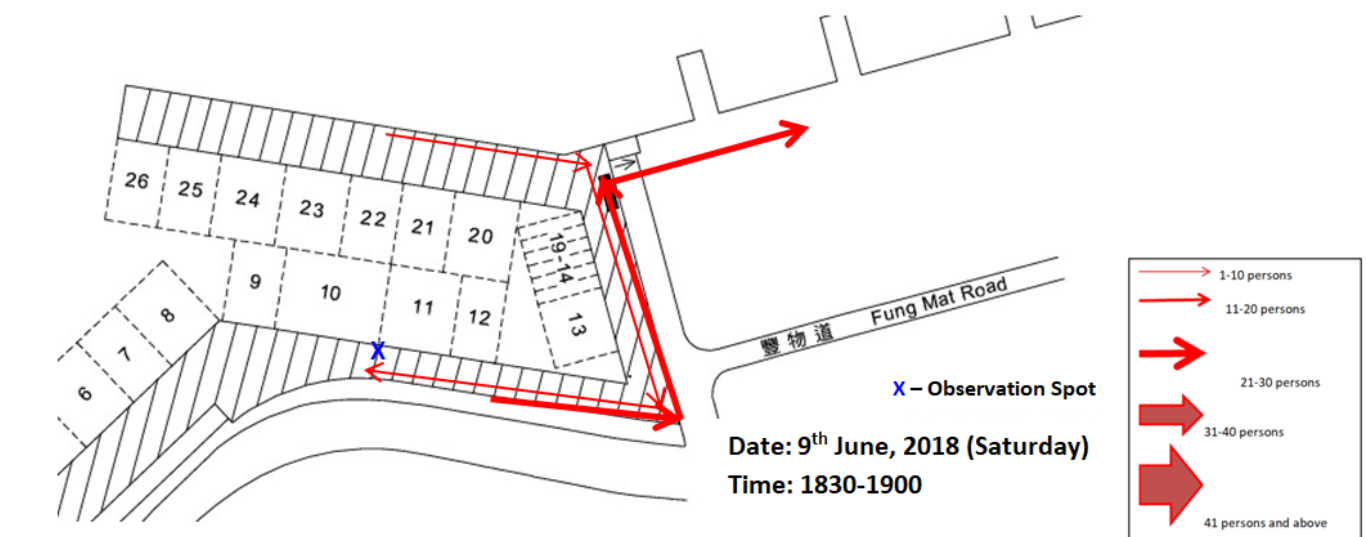 26 25 24 23 22 21 20
19-14
13
9 10 11 12
8
7
6
X
豐物道 Fung Mat Road
X – Observation Spot
Date: 9th June, 2018 (Saturday)
Time: 1830-1900
1-10 persons
11-20 persons
21-30 persons
31-40 persons
41 persons and above